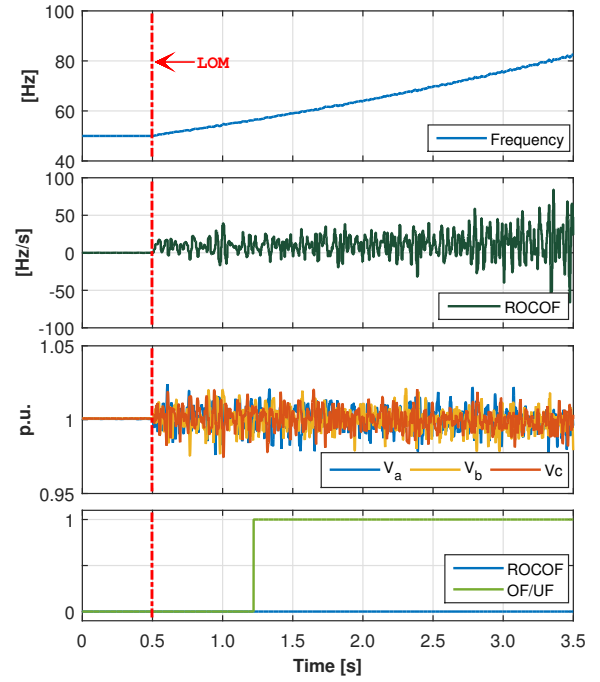 100
80
60
40
[Hz]
LOM
Frequency
100
50
0
-50
-100
[Hz/s]
ROCOF
1.05
1
0.95
p.u.
V_a V_b Vc
1
0
ROCOF
OF/UF
0 0.5 1.0 1.5 2.0 2.5 3.0 3.5
Time [s]